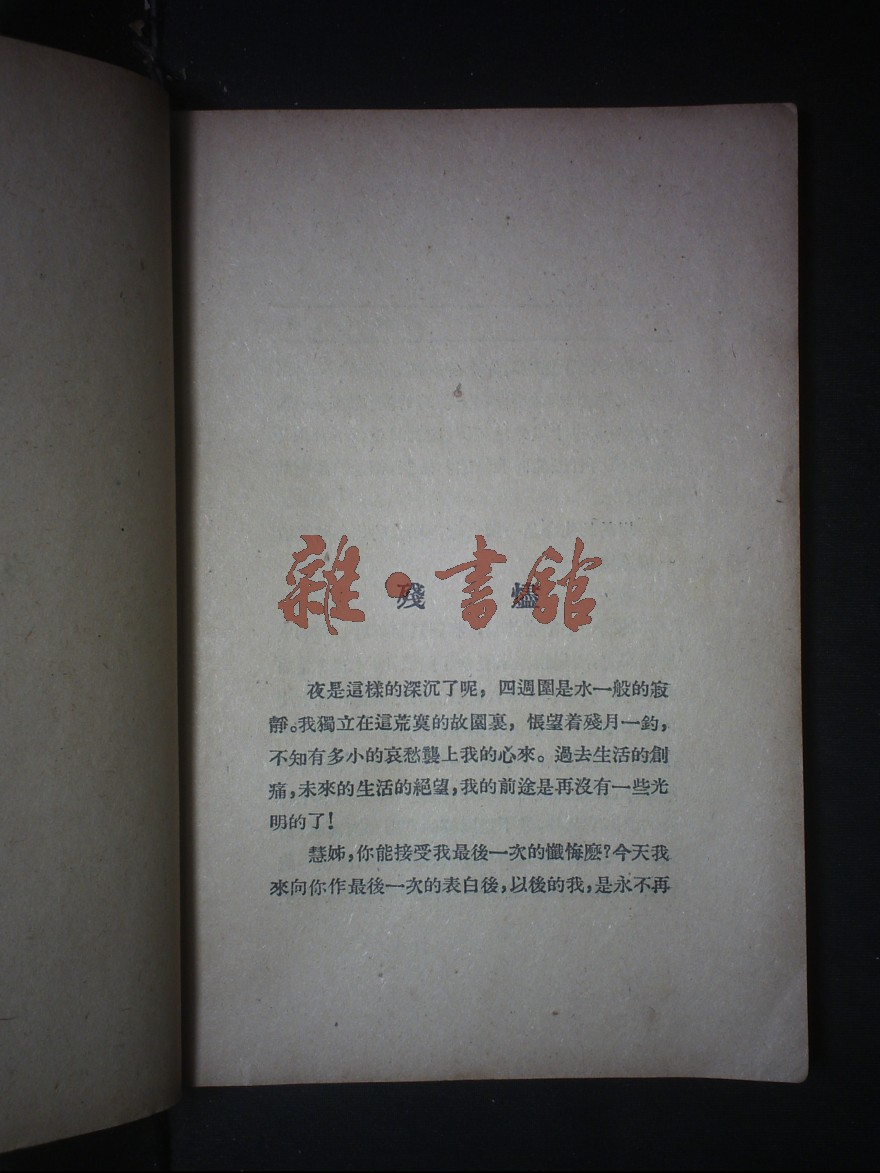 雜·書館
殘燼
夜是這樣的深沉了呢，四週圍是水一般的寂
靜。我獨立在這荒寞的故園裏，悵望着殘月一鈎，
不知有多小的哀愁襲上我的心來。過去生活的創
痛，未來的生活的絕望，我的前途是再沒有一些光
明的了！
慧姊，你能接受我最後一次的懺悔麼？今天我
來向你作最後一次的表白後，以後的我，是永不再